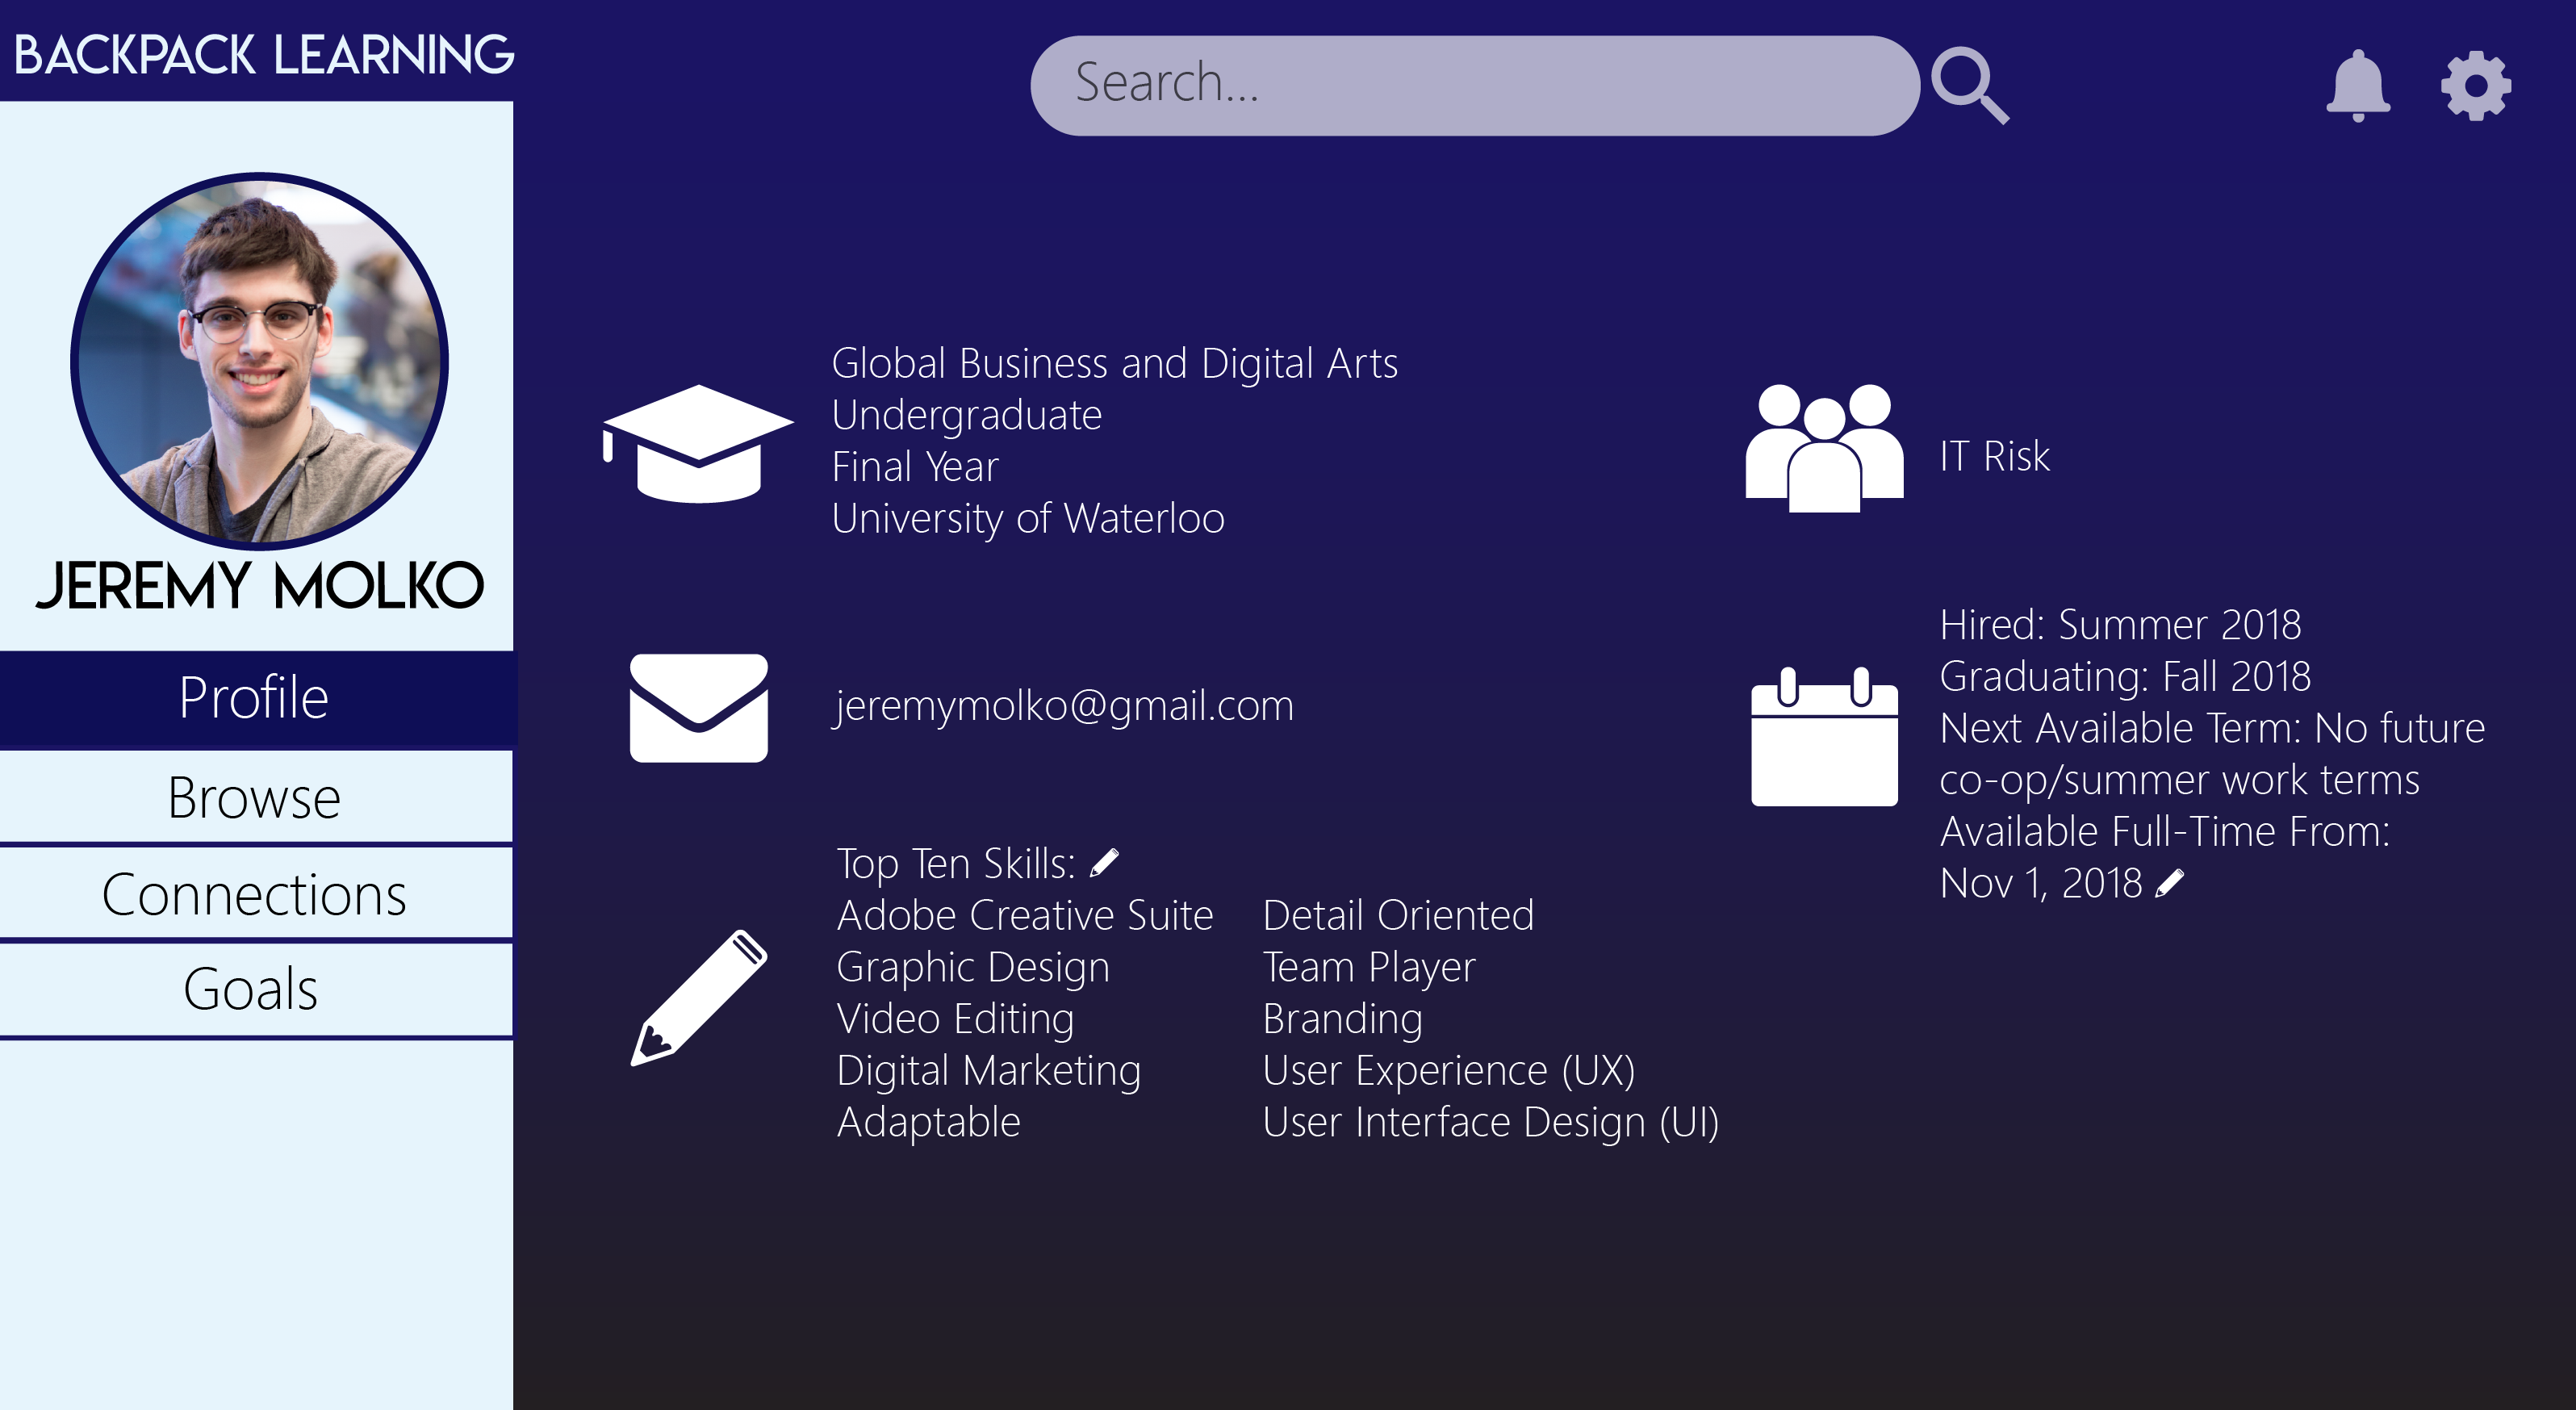 BACKPACK LEARNING
Search...
JEREMY MOLKO
Profile
Browse
Connections
Goals
Global Business and Digital Arts
Undergraduate
Final Year
University of Waterloo
jeremymolko@gmail.com
Top Ten Skills:
Adobe Creative Suite
Graphic Design
Video Editing
Digital Marketing
Adaptable
Detail Oriented
Team Player
Branding
User Experience (UX)
User Interface Design (UI)
IT Risk
Hired: Summer 2018
Graduating: Fall 2018
Next Available Term: No future
co-op/summer work terms
Available Full-Time From:
Nov 1, 2018